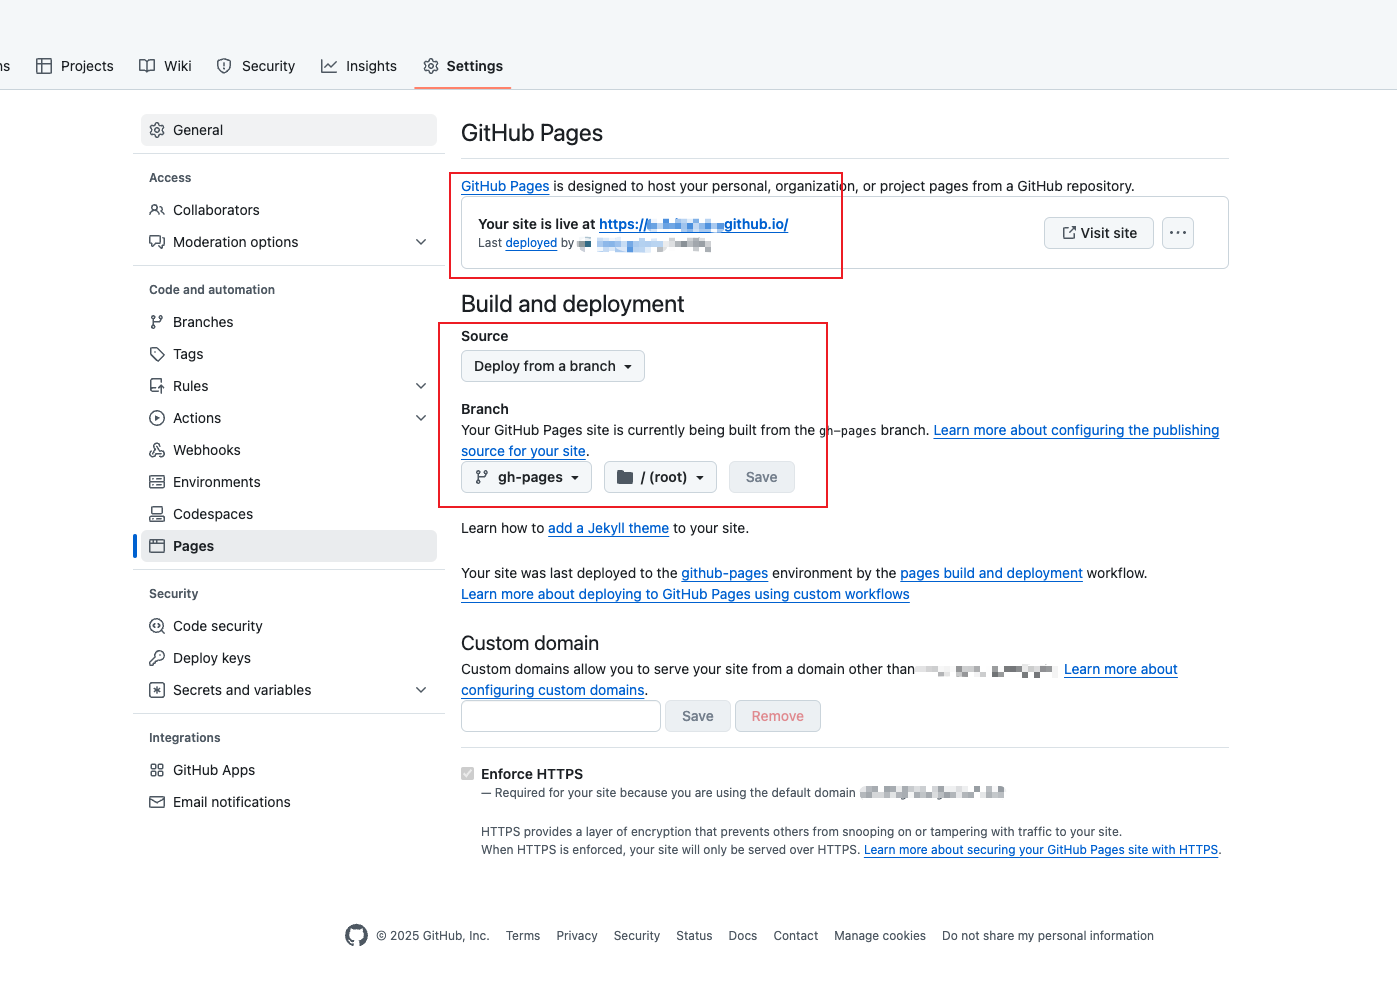 Projects
Wiki
Security
Insights
Settings
General
Access
Collaborators
Moderation options
Code and automation
Branches
Tags
Rules
Actions
Webhooks
Environments
Codespaces
Pages
Security
Code security
Deploy keys
Secrets and variables
Integrations
GitHub Apps
Email notifications
GitHub Pages
GitHub Pages is designed to host your personal, organization, or project pages from a GitHub repository.
Your site is live at https:// github.io/
Last deployed by
Visit site
Build and deployment
Source
Deploy from a branch
Branch
Your GitHub Pages site is currently being built from the gh-pages branch. Learn more about configuring the publishing
source for your site.
gh-pages
/ (root)
Save
Learn how to add a Jekyll theme to your site.
Your site was last deployed to the github-pages environment by the pages build and deployment workflow.
Learn more about deploying to GitHub Pages using custom workflows
Custom domain
Custom domains allow you to serve your site from a domain other than Learn more about
configuring custom domains.
Save
Remove
Enforce HTTPS
— Required for your site because you are using the default domain
HTTPS provides a layer of encryption that prevents others from snooping on or tampering with traffic to your site.
When HTTPS is enforced, your site will only be served over HTTPS. Learn more about securing your GitHub Pages site with HTTPS.
© 2025 GitHub, Inc.
Terms
Privacy
Security
Status
Docs
Contact
Manage cookies
Do not share my personal information